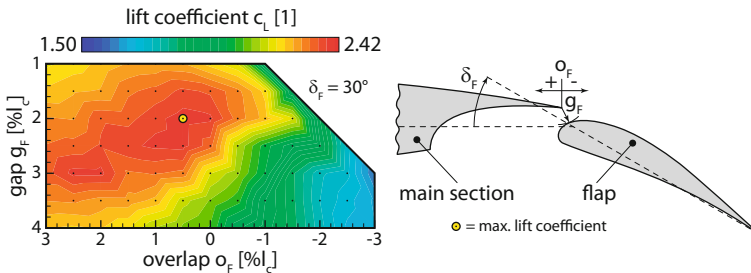 lift coefficient c_L [1]
1.50 2.42
gap g_F [%l_c]
1
2
3
4
δ_F = 30°
3 2 1 0 -1 -2 -3
overlap o_F [%l_c]
o_F
+ -
δ_F
g_F
main section
flap
= max. lift coefficient